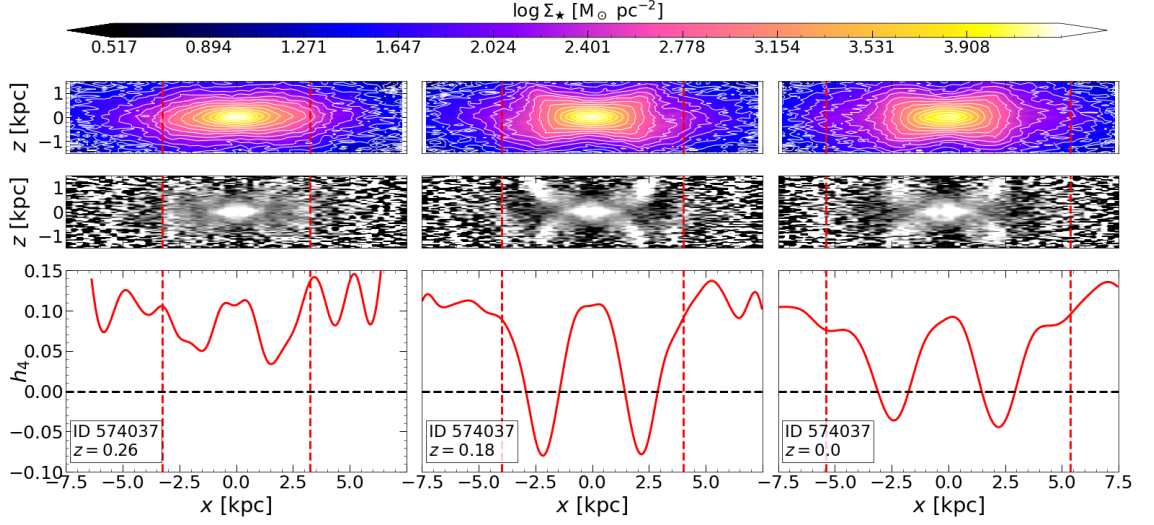 log Σ★ [M⊙ pc⁻²]
0.517 0.894 1.271 1.647 2.024 2.401 2.778 3.154 3.531 3.908
z [kpc]
1
0
−1
z [kpc]
1
0
−1
h₄
0.15
0.10
0.05
0.00
−0.05
−0.10
ID 574037
z = 0.26
ID 574037
z = 0.18
ID 574037
z = 0.0
−7.5 −5.0 −2.5 0.0 2.5 5.0 −7.5 −5.0 −2.5 0.0 2.5 5.0 −7.5 −5.0 −2.5 0.0 2.5 5.0 7.5
x [kpc] x [kpc] x [kpc]